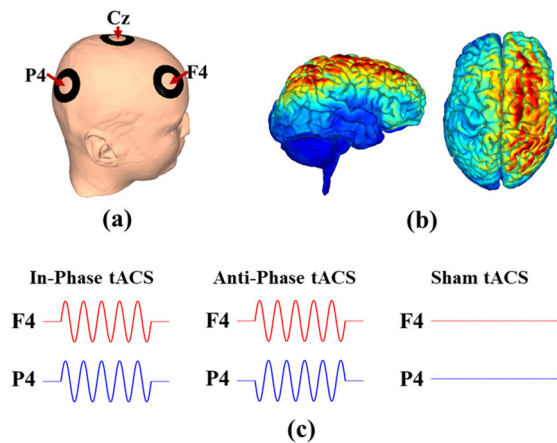 Cz
P4
F4
(a)
(b)
In-Phase tACS
Anti-Phase tACS
Sham tACS
F4
F4
F4
P4
P4
P4
(c)